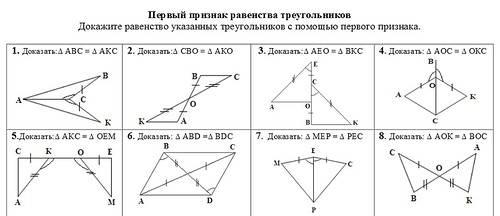 Первый признак равенства треугольников
Докажите равенство указанных треугольников с помощью первого признака.
1. Доказать:Δ ABC = Δ AKC
2. Доказать:Δ CBO = Δ AKO
3. Доказать:Δ AEO = Δ BKC
4. Доказать:Δ AOC = Δ OKC
B
A
C
K
B
C
O
K
A
E
C
A
O
B
K
O
A
K
C
5.Доказать:Δ AKC = Δ OEM
6. Доказать:Δ ABD =Δ BDC
7. Доказать:Δ MEP = Δ PEC
8. Доказать:Δ AOK = Δ BOC
C
K
O
E
A
M
B
C
A
D
E
M
C
P
C
A
O
B
K